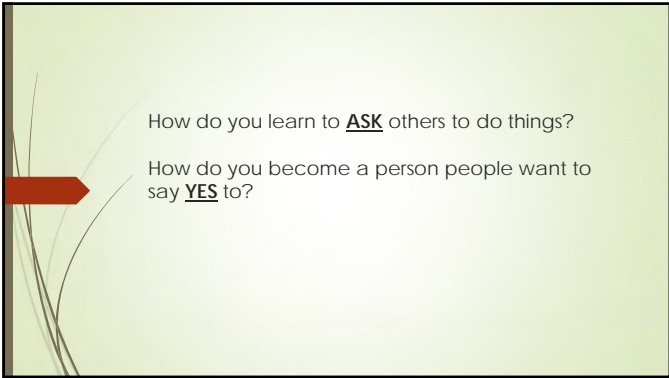 How do you learn to ASK others to do things?
How do you become a person people want to
say YES to?